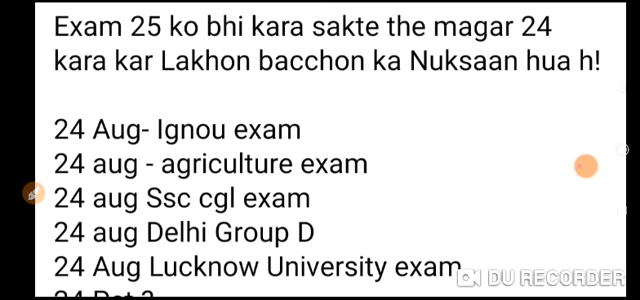 Exam 25 ko bhi kara sakte the magar 24
kara kar Lakhon bacchon ka Nuksaan hua h!
24 Aug- Ignou exam
24 aug - agriculture exam
24 aug Ssc cgl exam
24 aug Delhi Group D
24 Aug Lucknow University exam
DU RECORDER